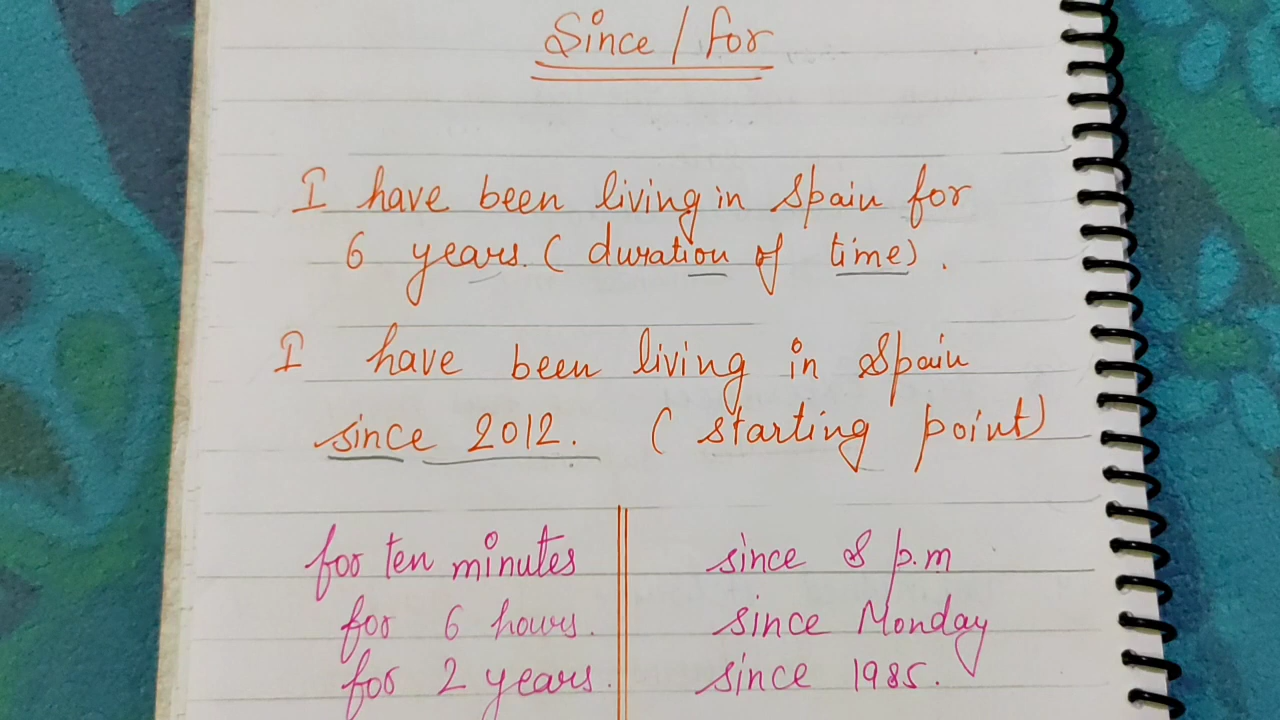 Since / for
I have been living in Spain for
6 years. (duration of time).
I have been living in Spain
since 2012. (starting point)
for ten minutes
for 6 hours.
for 2 years.
since 8 p.m
since Monday
since 1985.